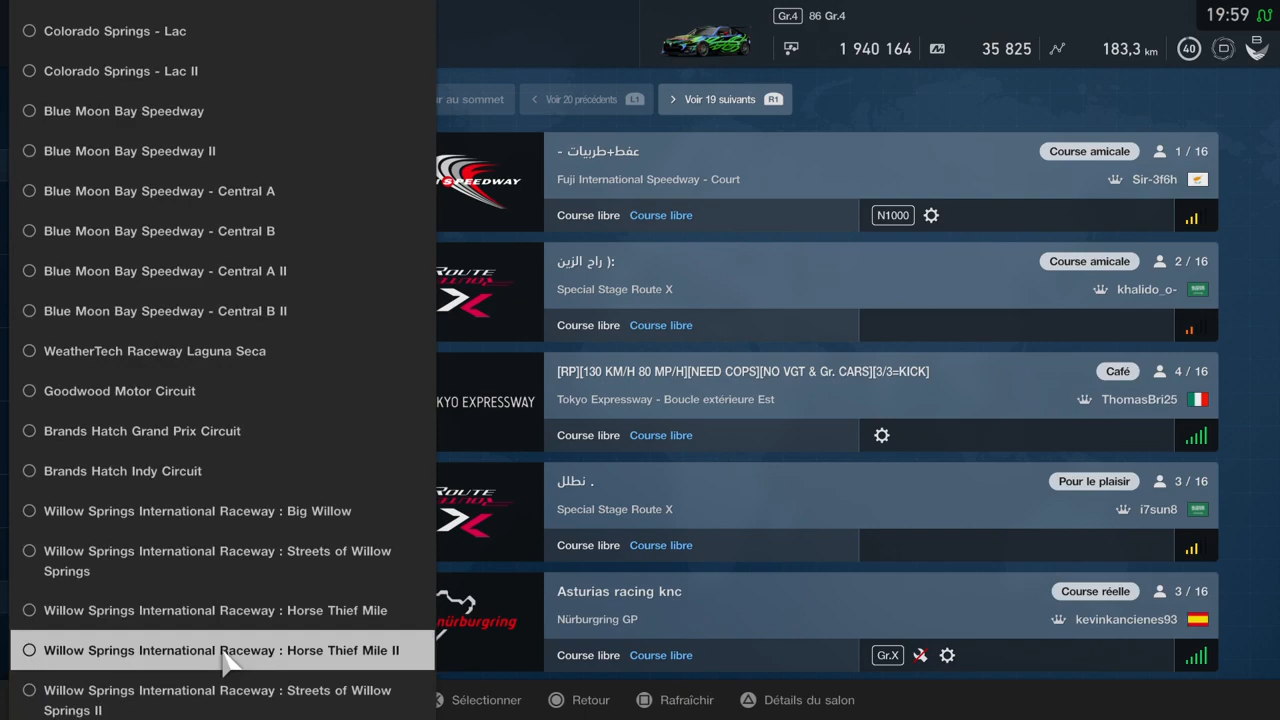 Colorado Springs - Lac
Colorado Springs - Lac II
Blue Moon Bay Speedway
Blue Moon Bay Speedway II
Blue Moon Bay Speedway - Central A
Blue Moon Bay Speedway - Central B
Blue Moon Bay Speedway - Central A II
Blue Moon Bay Speedway - Central B II
WeatherTech Raceway Laguna Seca
Goodwood Motor Circuit
Brands Hatch Grand Prix Circuit
Brands Hatch Indy Circuit
Willow Springs International Raceway : Big Willow
Willow Springs International Raceway : Streets of Willow
Springs
Willow Springs International Raceway : Horse Thief Mile
Willow Springs International Raceway : Horse Thief Mile II
Willow Springs International Raceway : Streets of Willow
Springs II
Gr.4 86 Gr.4
19:59
1 940 164 35 825 183,3 km 40 B
ur au sommet Voir 20 précédents L1 Voir 19 suivants R1
SPEEDWAY
- عفط+طربيات
Course amicale 1 / 16
Fuji International Speedway - Court
Sir-3f6h
Course libre Course libre N1000
ROUTE
X
راح الزين (:
Course amicale 2 / 16
Special Stage Route X
khalido_o-
Course libre Course libre
KYO EXPRESSWAY
[RP][130 KM/H 80 MP/H][NEED COPS][NO VGT & Gr. CARS][3/3=KICK]
Café 4 / 16
Tokyo Expressway - Boucle extérieure Est
ThomasBri25
Course libre Course libre
ROUTE
X
نطلل .
Pour le plaisir 3 / 16
Special Stage Route X
i7sun8
Course libre Course libre
nürburgring
Asturias racing knc
Course réelle 3 / 16
Nürburgring GP
kevinkancienes93
Course libre Course libre Gr.X
Sélectionner Retour Rafraîchir Détails du salon